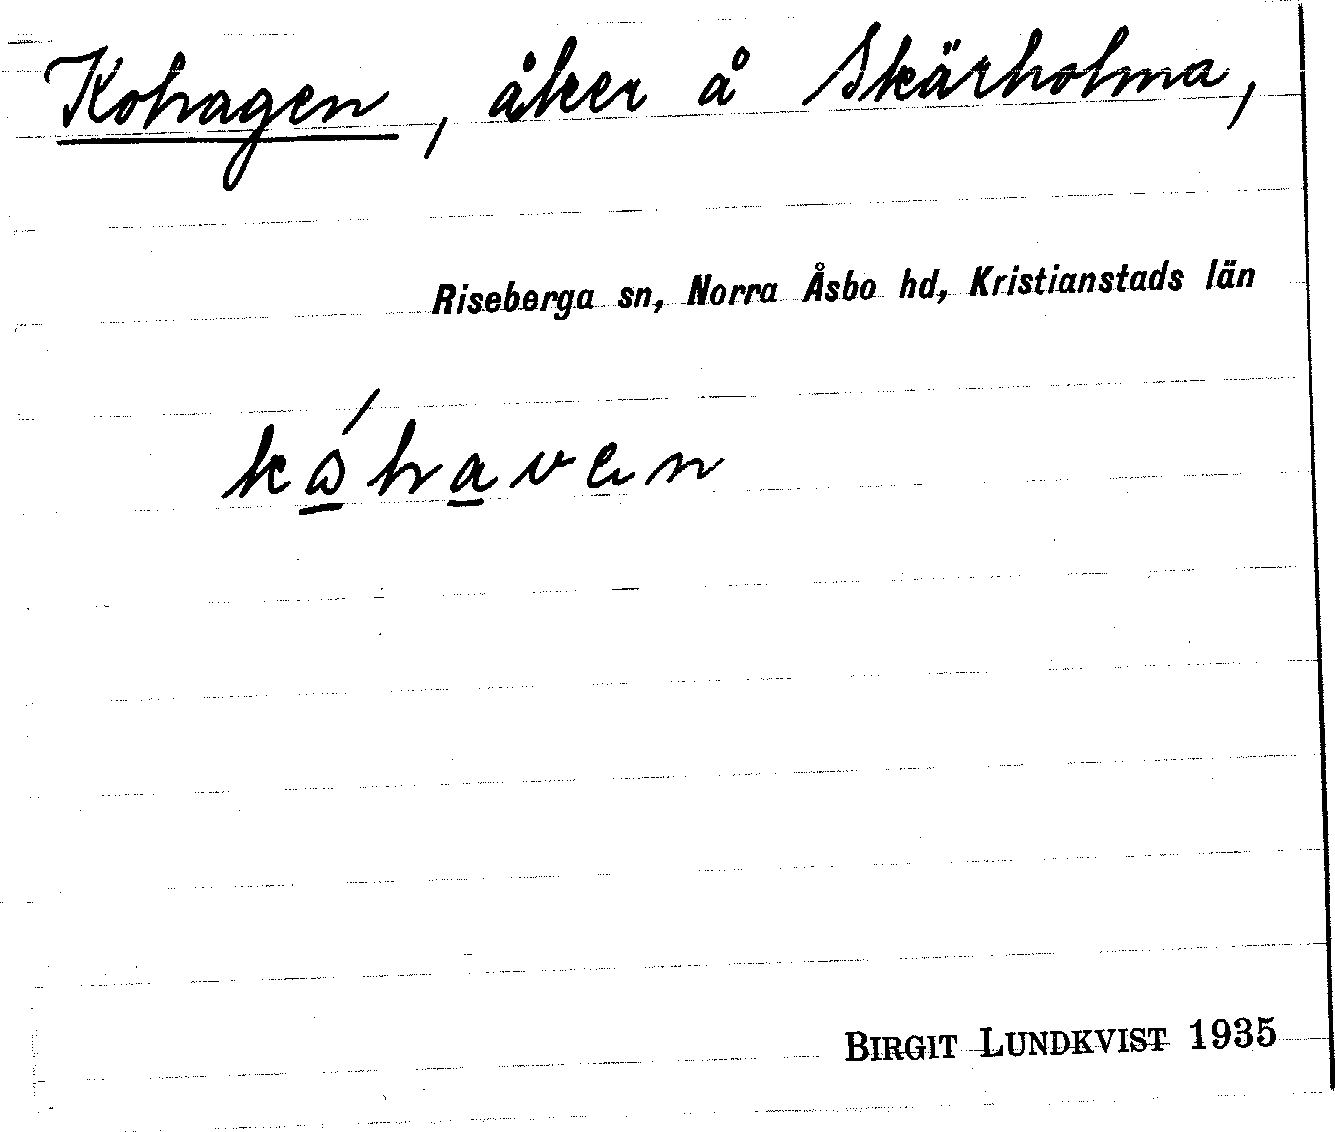 Kohagen, åker å Skärholma,
Riseberga sn, Norra Åsbo hd, Kristianstads län
kóhaven
BIRGIT LUNDKVIST 1935